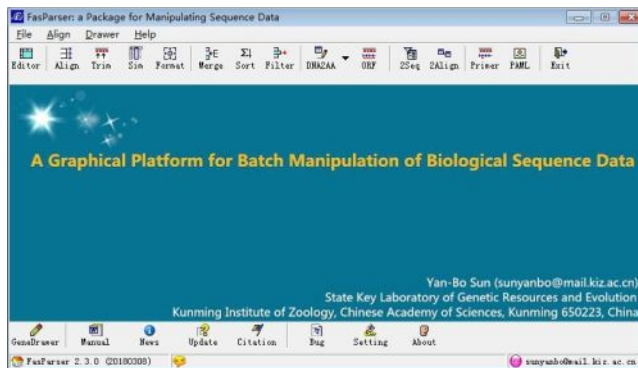 FasParser: a Package for Manipulating Sequence Data
File Align Drawer Help
Editor Align Trim Sim Format Merge Sort Filter DNA2AA ORF 2Seq 2Align Primer PAML Exit
A Graphical Platform for Batch Manipulation of Biological Sequence Data
Yan-Bo Sun (sunyanbo@mail.kiz.ac.cn)
State Key Laboratory of Genetic Resources and Evolution
Kunming Institute of Zoology, Chinese Academy of Sciences, Kunming 650223, China
GeneDrawer Manual News Update Citation Bug Setting About
FasParser 2.3.0 (20180308) sunyanbo@mail.kiz.ac.cn